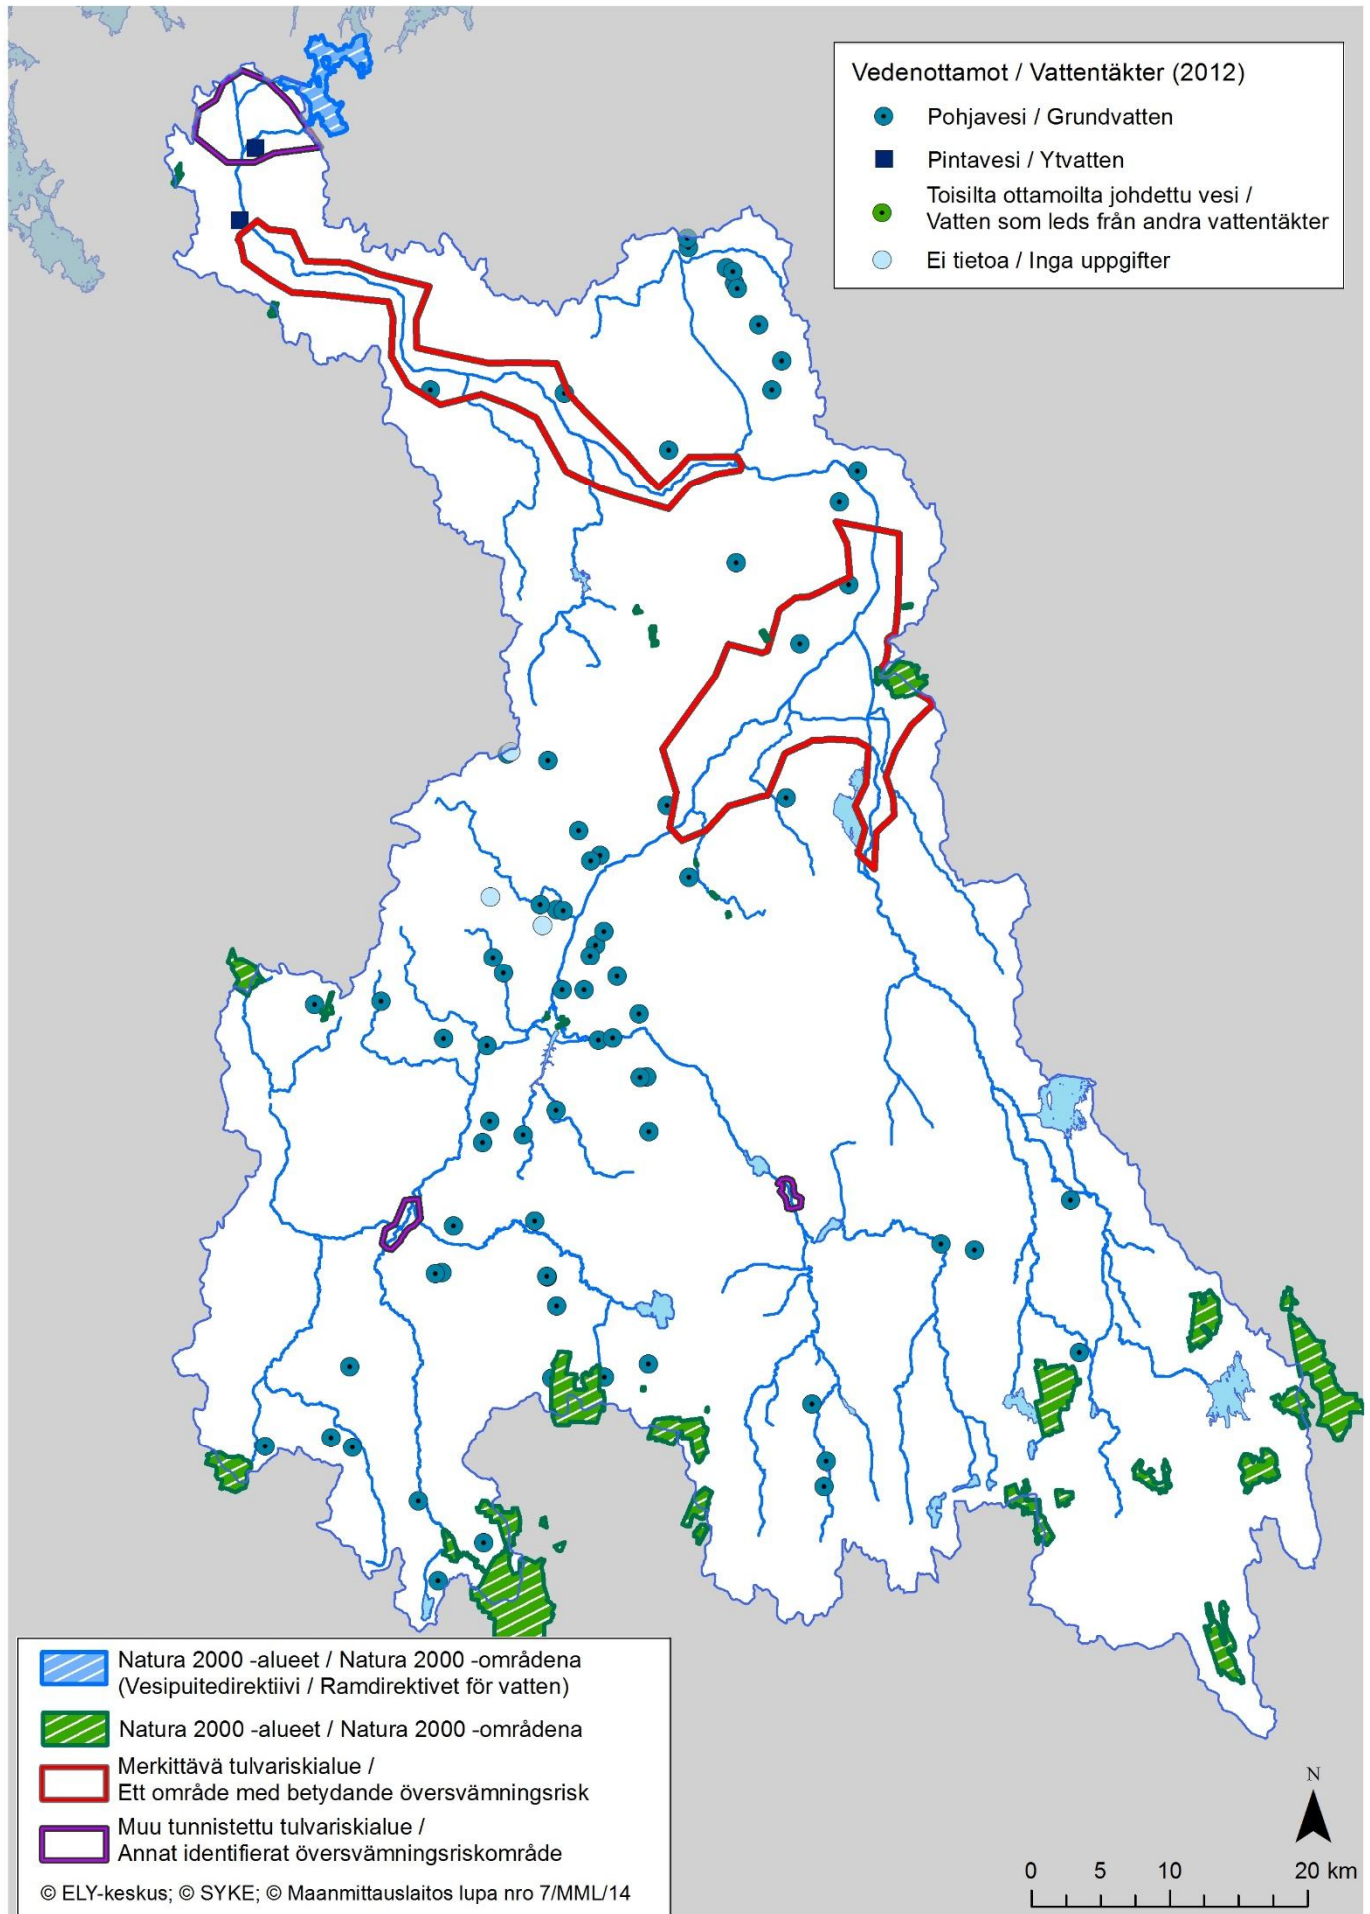 Vedenottamot / Vattentäkter (2012)
Pohjavesi / Grundvatten
Pintavesi / Ytvatten
Toisilta ottamoilta johdettu vesi /
Vatten som leds från andra vattentäkter
Ei tietoa / Inga uppgifter
Natura 2000 -alueet / Natura 2000 -områdena
(Vesipuitedirektiivi / Ramdirektivet för vatten)
Natura 2000 -alueet / Natura 2000 -områdena
Merkittävä tulvariskialue /
Ett område med betydande översvämningsrisk
Muu tunnistettu tulvariskialue /
Annat identifierat översvämningsriskområde
© ELY-keskus; © SYKE; © Maanmittauslaitos lupa nro 7/MML/14
N
0 5 10 20 km